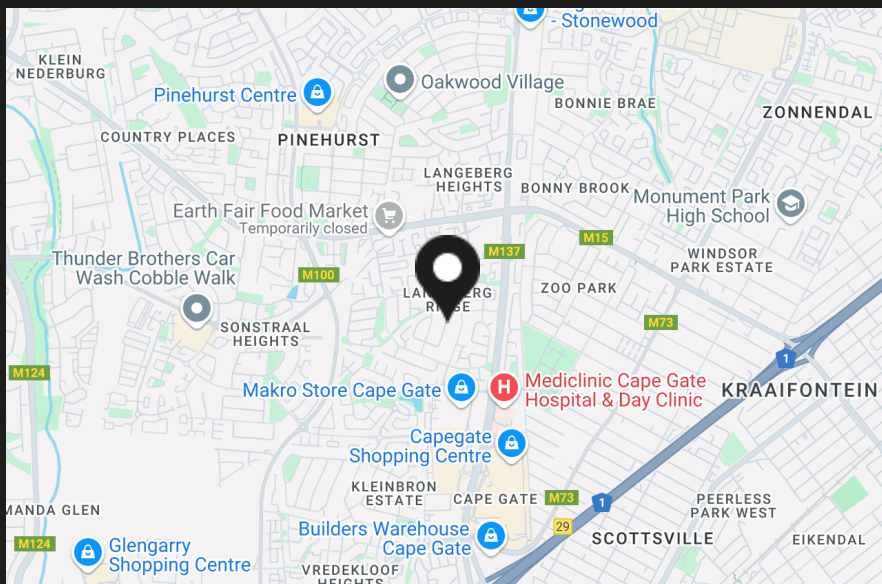 - Stonewood
KLEIN
NEDERBURG
Oakwood Village
Pinehurst Centre
BONNIE BRAE
ZONNENDAL
COUNTRY PLACES
PINEHURST
LANGEBERG
HEIGHTS
BONNY BROOK
Monument Park
High School
Earth Fair Food Market
Temporarily closed
M15
M137
Thunder Brothers Car
Wash Cobble Walk
WINDSOR
PARK ESTATE
M100
ZOO PARK
SONSTRAAL
HEIGHTS
M73
1
M124
Makro Store Cape Gate
H
Mediclinic Cape Gate
Hospital & Day Clinic
KRAAIFONTEIN
Capegate
Shopping Centre
KLEINBRON
ESTATE
CAPE GATE
M73
1
PEERLESS
PARK WEST
MANDA GLEN
29
Builders Warehouse
Cape Gate
SCOTTSVILLE
EIKENDAL
M124
Glengarry
Shopping Centre
VREDEKLOOF
HEIGHTS